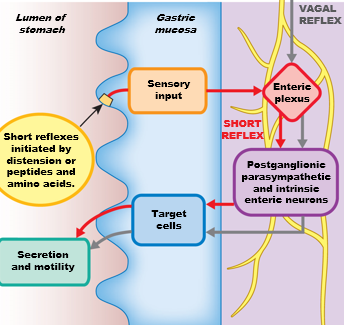 Lumen of
stomach
Gastric
mucosa
VAGAL
REFLEX
Sensory
input
Enteric
plexus
Short reflexes
initiated by
distension or
peptides and
amino acids.
SHORT
REFLEX
Postganglionic
parasympathetic
and intrinsic
enteric neurons
Target
cells
Secretion
and motility